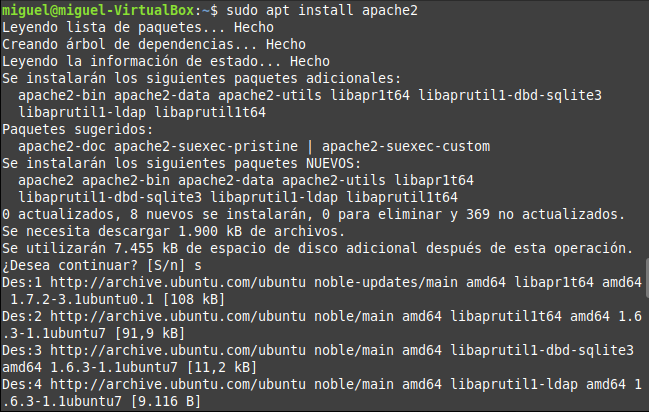 miguel@miguel-VirtualBox:~$ sudo apt install apache2
Leyendo lista de paquetes... Hecho
Creando árbol de dependencias... Hecho
Leyendo la información de estado... Hecho
Se instalarán los siguientes paquetes adicionales:
  apache2-bin apache2-data apache2-utils libapr1t64 libaprutil1-dbd-sqlite3
  libaprutil1-ldap libaprutil1t64
Paquetes sugeridos:
  apache2-doc apache2-suexec-pristine | apache2-suexec-custom
Se instalarán los siguientes paquetes NUEVOS:
  apache2 apache2-bin apache2-data apache2-utils libapr1t64
  libaprutil1-dbd-sqlite3 libaprutil1-ldap libaprutil1t64
0 actualizados, 8 nuevos se instalarán, 0 para eliminar y 369 no actualizados.
Se necesita descargar 1.900 kB de archivos.
Se utilizarán 7.455 kB de espacio de disco adicional después de esta operación.
¿Desea continuar? [S/n] s
Des:1 http://archive.ubuntu.com/ubuntu noble-updates/main amd64 libapr1t64 amd64
 1.7.2-3.1ubuntu0.1 [108 kB]
Des:2 http://archive.ubuntu.com/ubuntu noble/main amd64 libaprutil1t64 amd64 1.6
.3-1.1ubuntu7 [91,9 kB]
Des:3 http://archive.ubuntu.com/ubuntu noble/main amd64 libaprutil1-dbd-sqlite3
amd64 1.6.3-1.1ubuntu7 [11,2 kB]
Des:4 http://archive.ubuntu.com/ubuntu noble/main amd64 libaprutil1-ldap amd64 1
.6.3-1.1ubuntu7 [9.116 B]